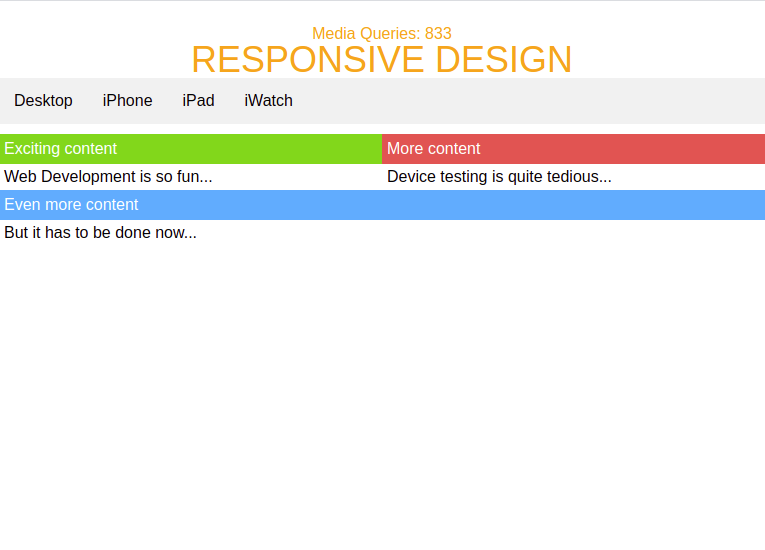 Media Queries: 833
RESPONSIVE DESIGN
Desktop iPhone iPad iWatch
Exciting content
Web Development is so fun...
More content
Device testing is quite tedious...
Even more content
But it has to be done now...